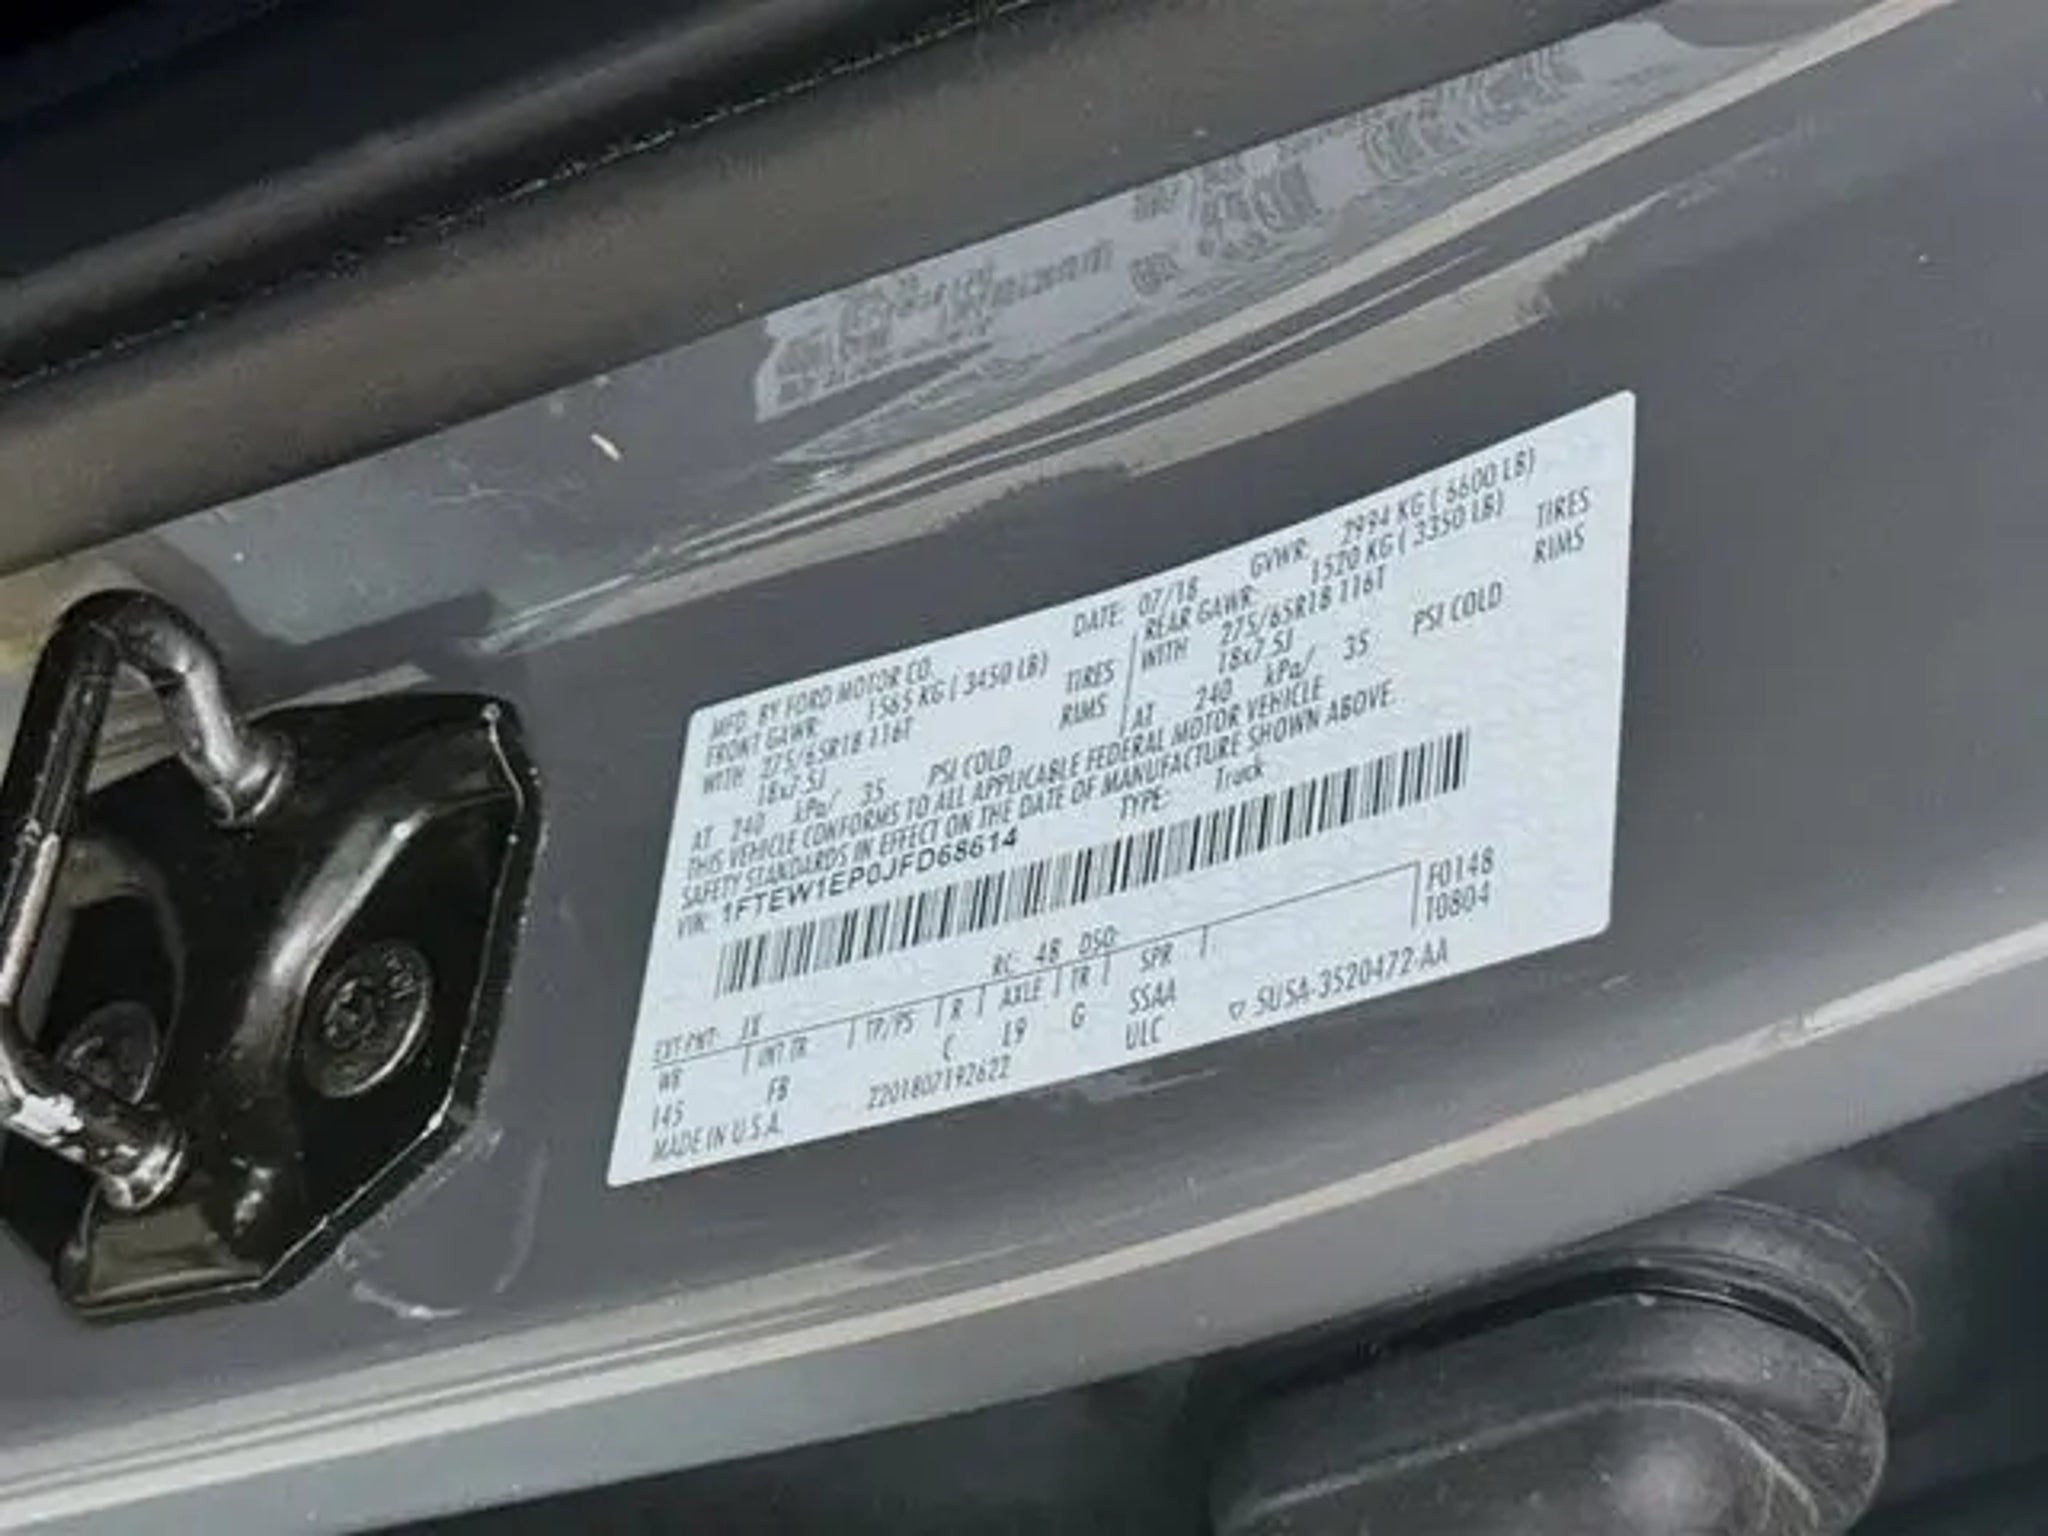 MFD. BY FORD MOTOR CO.
DATE: 07/18 GVWR: 2994 KG ( 6600 LB)
FRONT GAWR: 1565 KG ( 3450 LB)
REAR GAWR: 1520 KG ( 3350 LB)
WITH 275/65R18 116T TIRES
WITH 275/65R18 116T TIRES
18x7.5J RIMS
18x7.5J RIMS
AT 240 kPa/ 35 PSI COLD
AT 240 kPa/ 35 PSI COLD
THIS VEHICLE CONFORMS TO ALL APPLICABLE FEDERAL MOTOR VEHICLE
SAFETY STANDARDS IN EFFECT ON THE DATE OF MANUFACTURE SHOWN ABOVE.
VIN: 1FTEW1EP0JFD68614 TYPE: Truck
F0148
T0804
EXT PNT: RC: 48 DSO:
WB INT TR TP/PS R AXLE TR SPR
145 FB C L9 G SSAA
ULC
MADE IN U.S.A. 5USA-3520472-AA